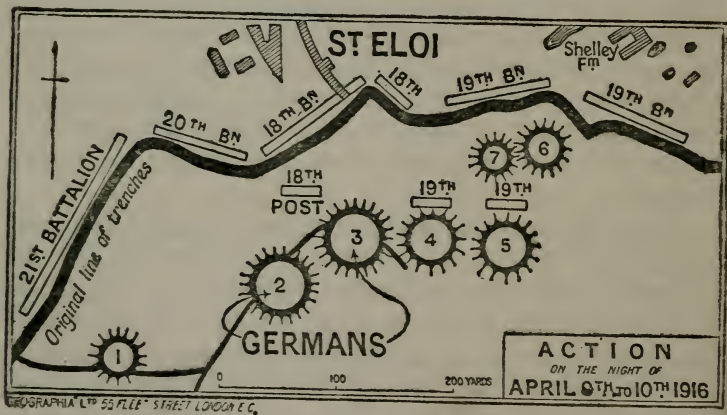 ST ELOI
Shelley
Fm
21ST BATTALION
Original line of trenches
20TH BN
18TH BN
18TH
19TH BN
19TH BN
18TH
POST
19TH
19TH
7
6
3
4
5
2
1
GERMANS
0 100 200 YARDS
ACTION
ON THE NIGHT OF
APRIL TH TO 10TH 1916
GEOGRAPHIA LTD 55 FLEET STREET LONDON E.C.